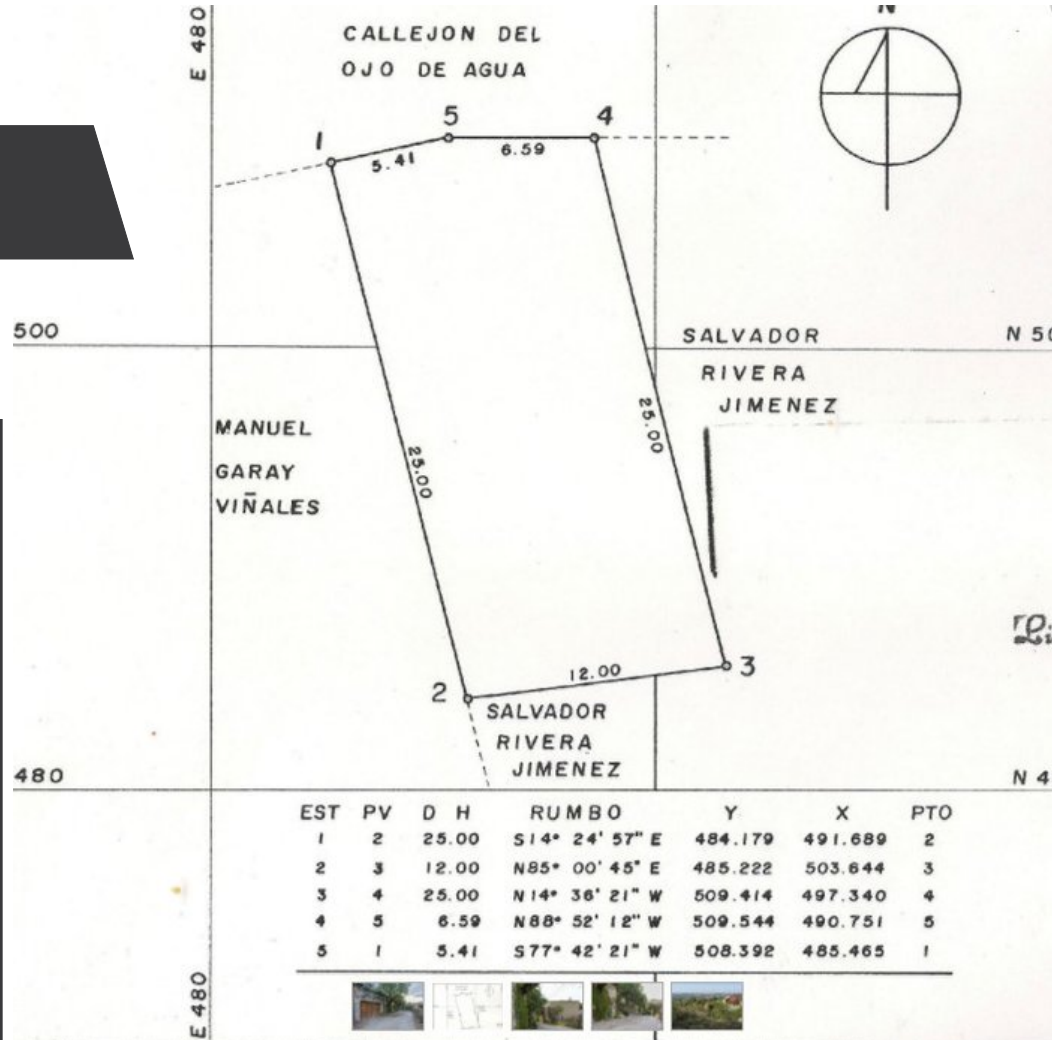 E 480
CALLEJON DEL
OJO DE AGUA
N
1
5
4
5.41
6.59
500
SALVADOR
N 50
RIVERA
JIMENEZ
MANUEL
GARAY
VIÑALES
25.00
25.00
12.00
2
3
SALVADOR
RIVERA
JIMENEZ
480
N 4
EST PV D H RUMBO Y X PTO
1 2 25.00 S14° 24' 57" E 484.179 491.689 2
2 3 12.00 N85° 00' 45" E 485.222 503.644 3
3 4 25.00 N14° 36' 21" W 509.414 497.340 4
4 5 6.59 N88° 52' 12" W 509.544 490.751 5
5 1 5.41 S77° 42' 21" W 508.392 485.465 1
E 480